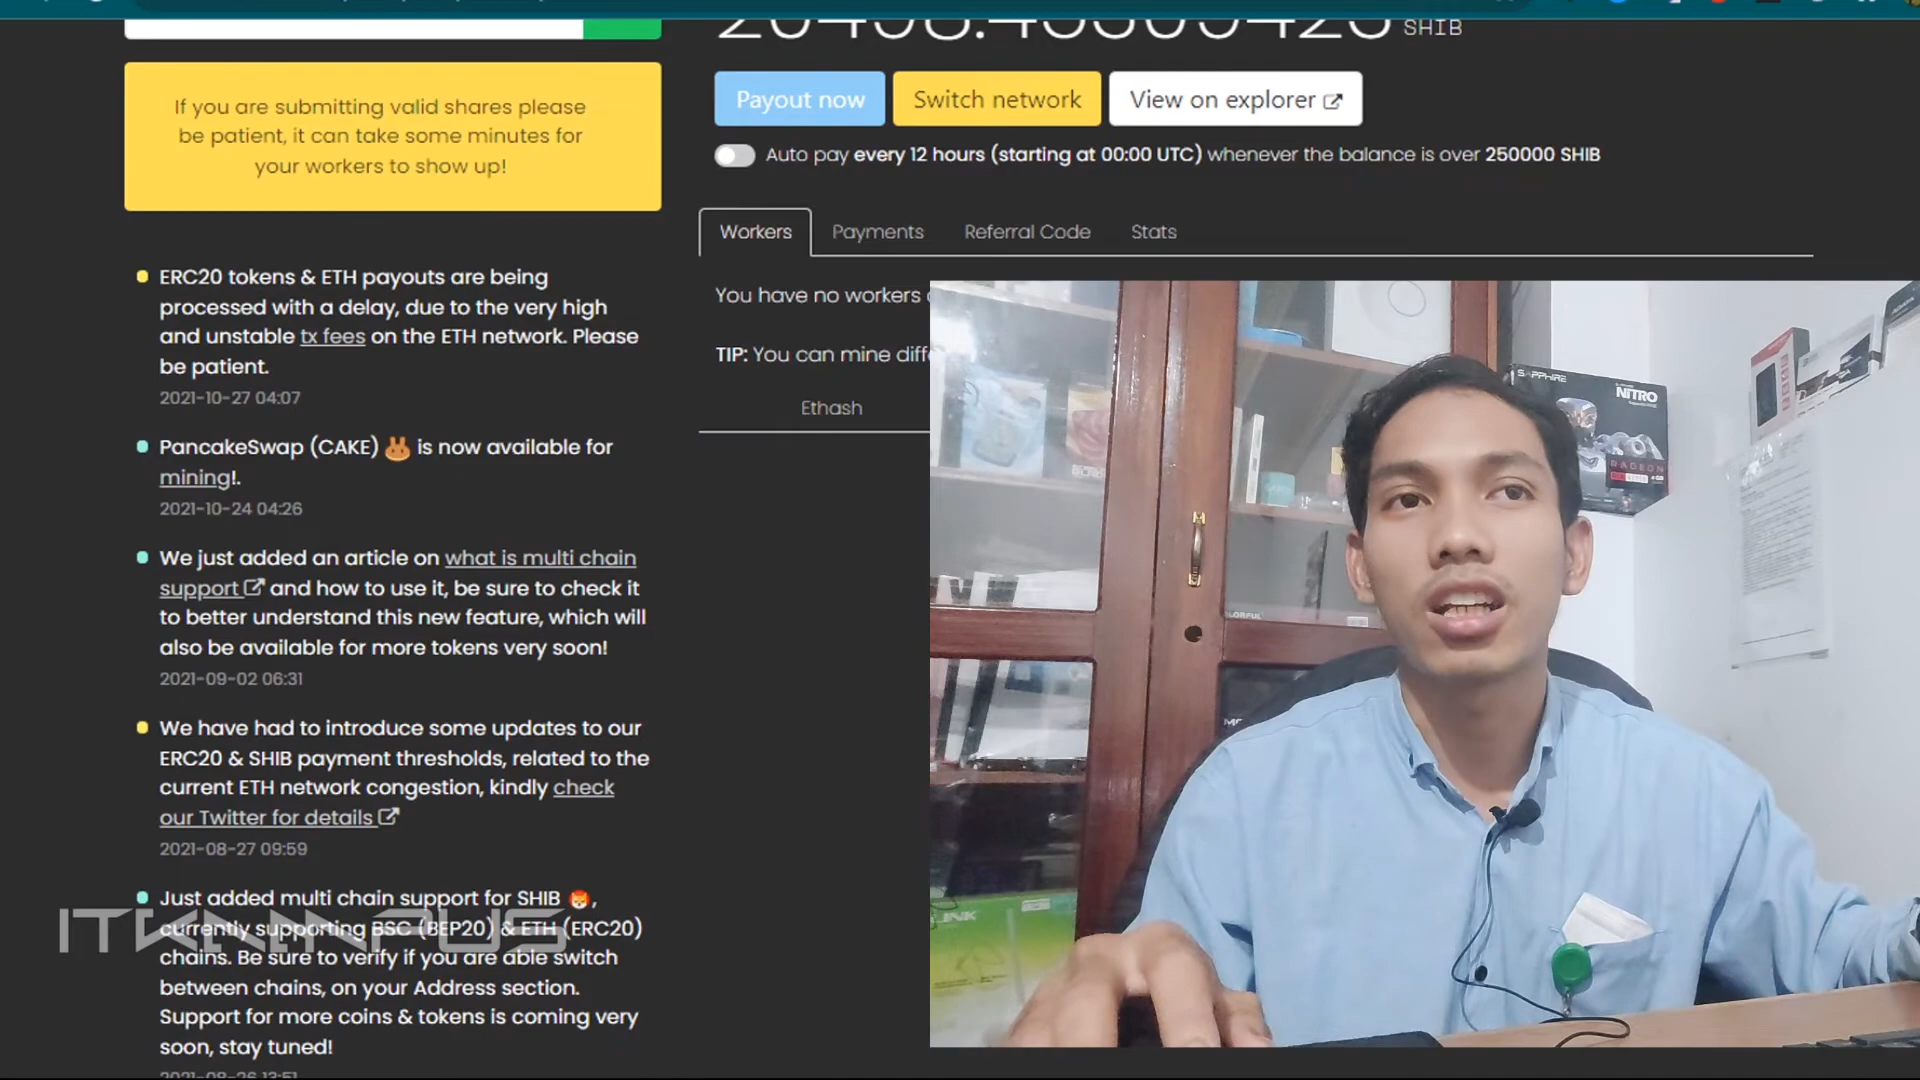 SHIB
If you are submitting valid shares please
be patient, it can take some minutes for
your workers to show up!
Payout now
Switch network
View on explorer
Auto pay every 12 hours (starting at 00:00 UTC) whenever the balance is over 250000 SHIB
Workers
Payments
Referral Code
Stats
You have no workers
TIP: You can mine diff
Ethash
ERC20 tokens & ETH payouts are being
processed with a delay, due to the very high
and unstable tx fees on the ETH network. Please
be patient.
2021-10-27 04:07
PancakeSwap (CAKE) is now available for
mining!.
2021-10-24 04:26
We just added an article on what is multi chain
support and how to use it, be sure to check it
to better understand this new feature, which will
also be available for more tokens very soon!
2021-09-02 06:31
We have had to introduce some updates to our
ERC20 & SHIB payment thresholds, related to the
current ETH network congestion, kindly check
our Twitter for details
2021-08-27 09:59
Just added multi chain support for SHIB ,
currently supporting BSC (BEP20) & ETH (ERC20)
chains. Be sure to verify if you are able switch
between chains, on your Address section.
Support for more coins & tokens is coming very
soon, stay tuned!
ITKAMPUS
SAPPHIRE
NITRO
RADEON